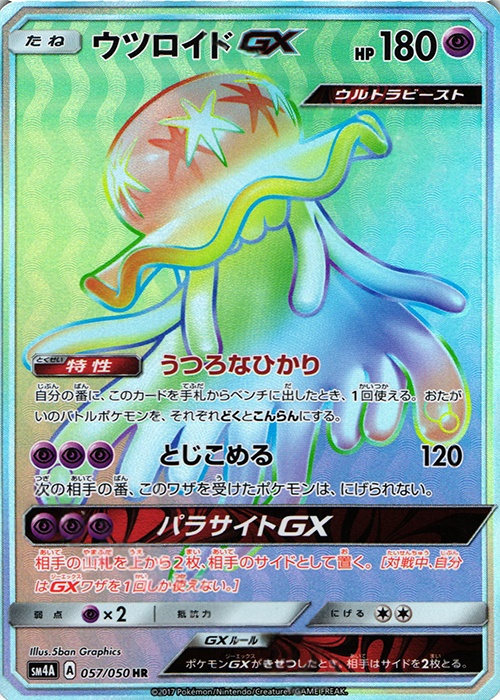 たね ウツロイドGX HP 180
ウルトラビースト
特性 うつろなひかり
自分の番に、このカードを手札からベンチに出したとき、1回使える。おたが
いのバトルポケモンを、それぞれどくとこんらんにする。
とじこめる 120
次の相手の番、このワザを受けたポケモンは、にげられない。
パラサイトGX
相手の山札を上から2枚、相手のサイドとして置く。[対戦中、自分
はGXワザを1回しか使えない。]
弱点 ×2 抵抗力 にげる
Illus.5ban Graphics
GXルール
ポケモンGXがきぜつしたとき、相手はサイドを2枚とる。
SM4A A 057/050 HR
©2017 Pokémon/Nintendo/Creatures/GAME FREAK.